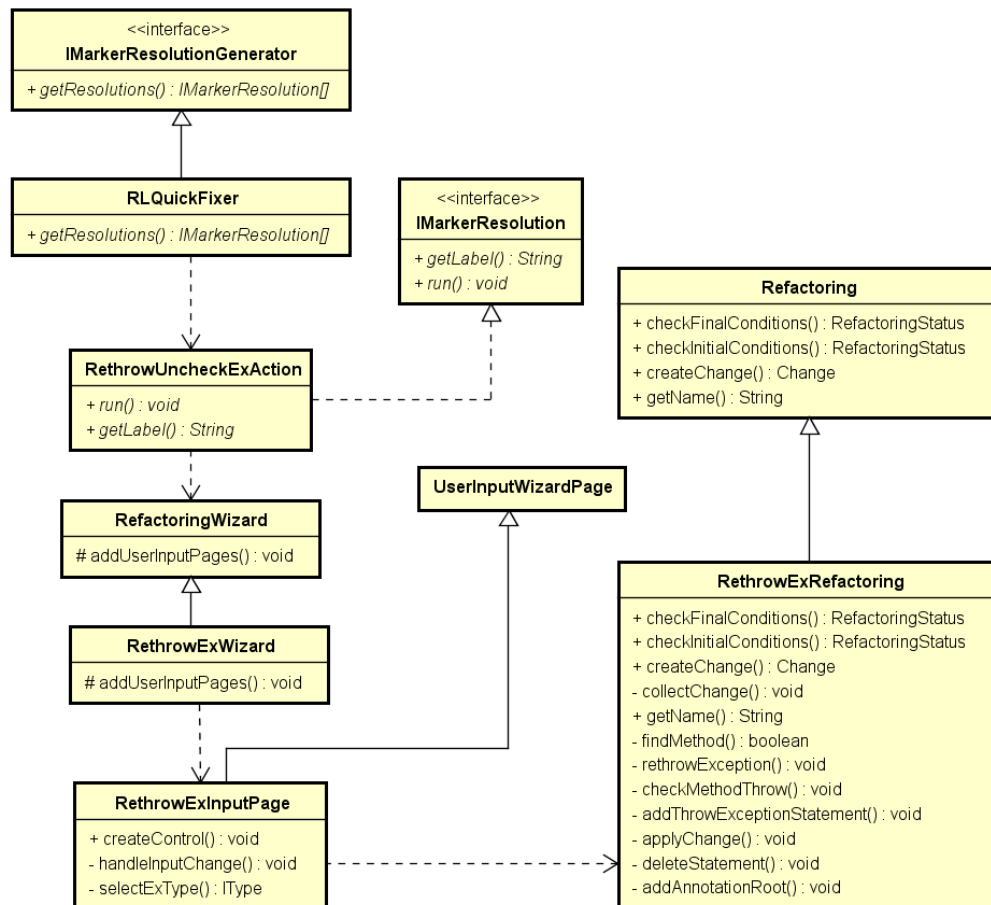 <<interface>>
IMarkerResolutionGenerator
+ getResolutions() : IMarkerResolution[]
RLQuickFixer
+ getResolutions() : IMarkerResolution[]
<<interface>>
IMarkerResolution
+ getLabel() : String
+ run() : void
Refactoring
+ checkFinalConditions() : RefactoringStatus
+ checkInitialConditions() : RefactoringStatus
+ createChange() : Change
+ getName() : String
RethrowUncheckExAction
+ run() : void
+ getLabel() : String
UserInputWizardPage
RefactoringWizard
# addUserInputPages() : void
RethrowExWizard
# addUserInputPages() : void
RethrowExRefactoring
+ checkFinalConditions() : RefactoringStatus
+ checkInitialConditions() : RefactoringStatus
+ createChange() : Change
- collectChange() : void
+ getName() : String
- findMethod() : boolean
- rethrowException() : void
- checkMethodThrow() : void
- addThrowExceptionStatement() : void
- applyChange() : void
- deleteStatement() : void
- addAnnotationRoot() : void
RethrowExInputPage
+ createControl() : void
- handleInputChange() : void
- selectExType() : IType